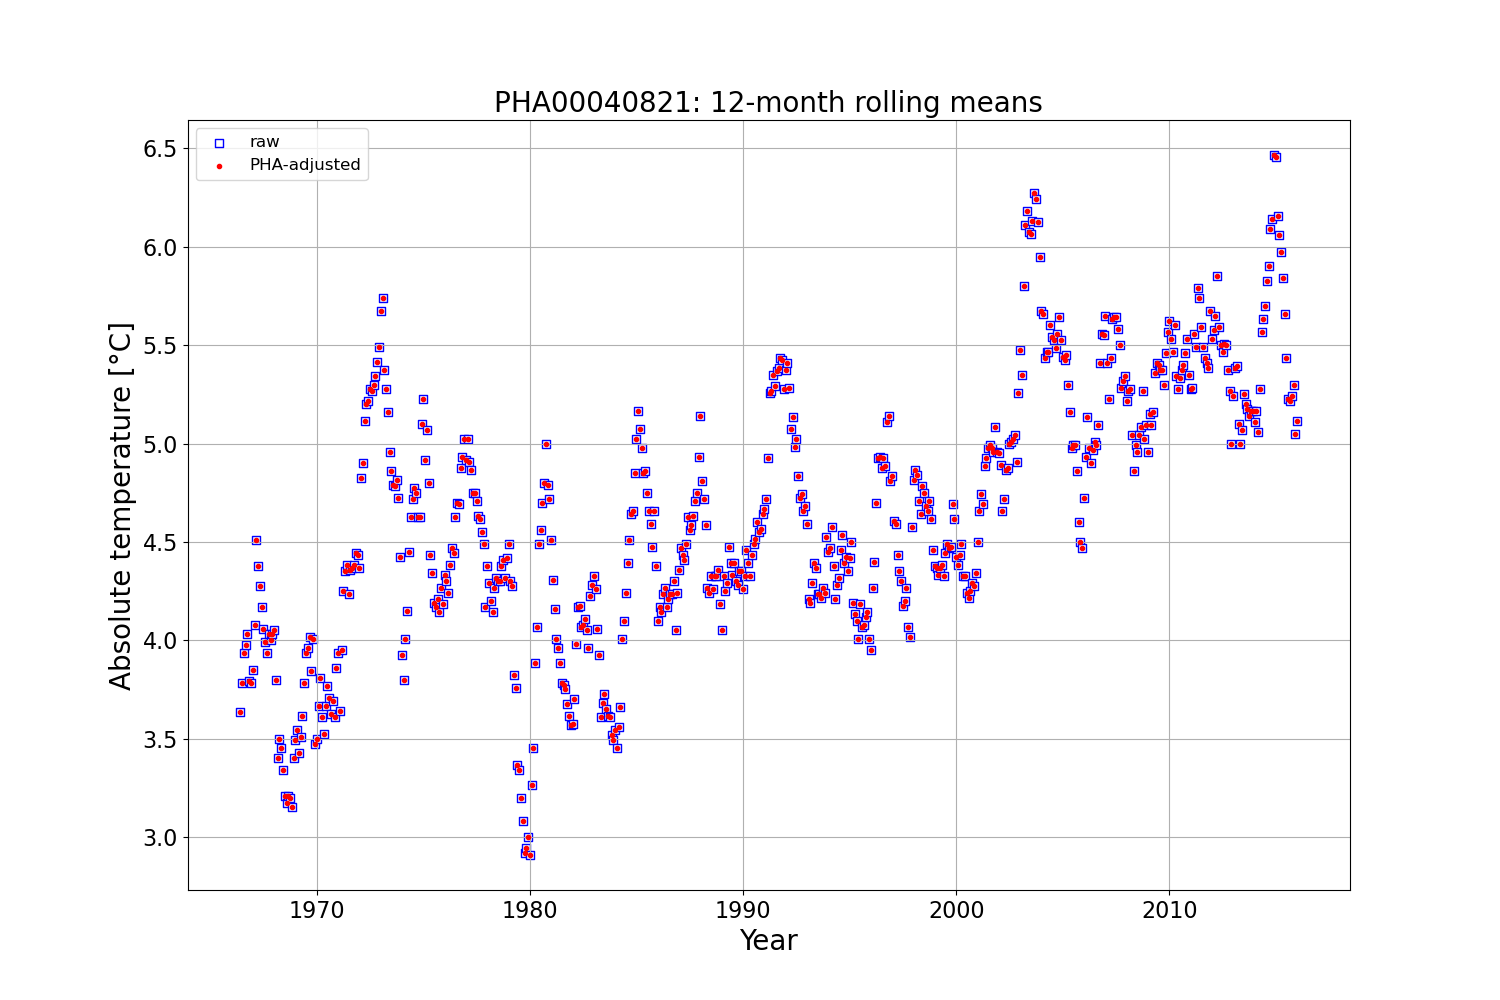 PHA00040821: 12-month rolling means
raw
PHA-adjusted
6.5
6.0
5.5
5.0
4.5
4.0
3.5
3.0
Absolute temperature [°C]
1970 1980 1990 2000 2010
Year